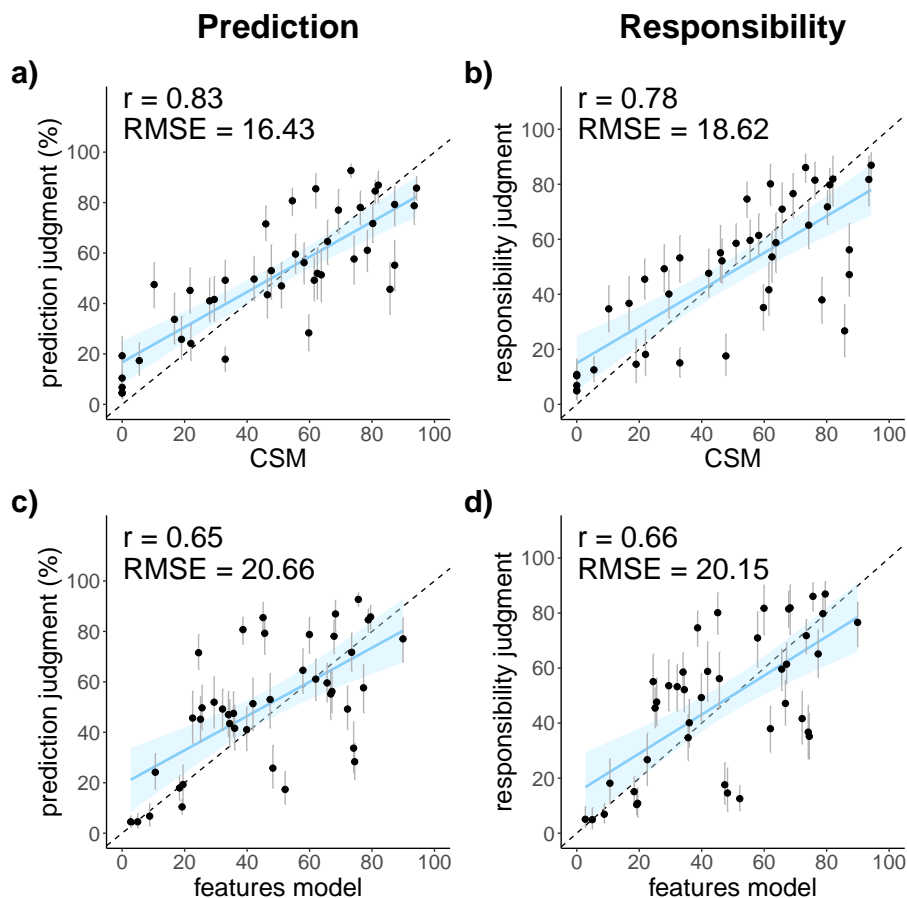 Prediction
Responsibility
a)
r = 0.83
RMSE = 16.43
prediction judgment (%)
100
80
60
40
20
0
0 20 40 60 80 100
CSM
b)
r = 0.78
RMSE = 18.62
responsibility judgment
100
80
60
40
20
0
0 20 40 60 80 100
CSM
c)
r = 0.65
RMSE = 20.66
prediction judgment (%)
100
80
60
40
20
0
0 20 40 60 80 100
features model
d)
r = 0.66
RMSE = 20.15
responsibility judgment
100
80
60
40
20
0
0 20 40 60 80 100
features model